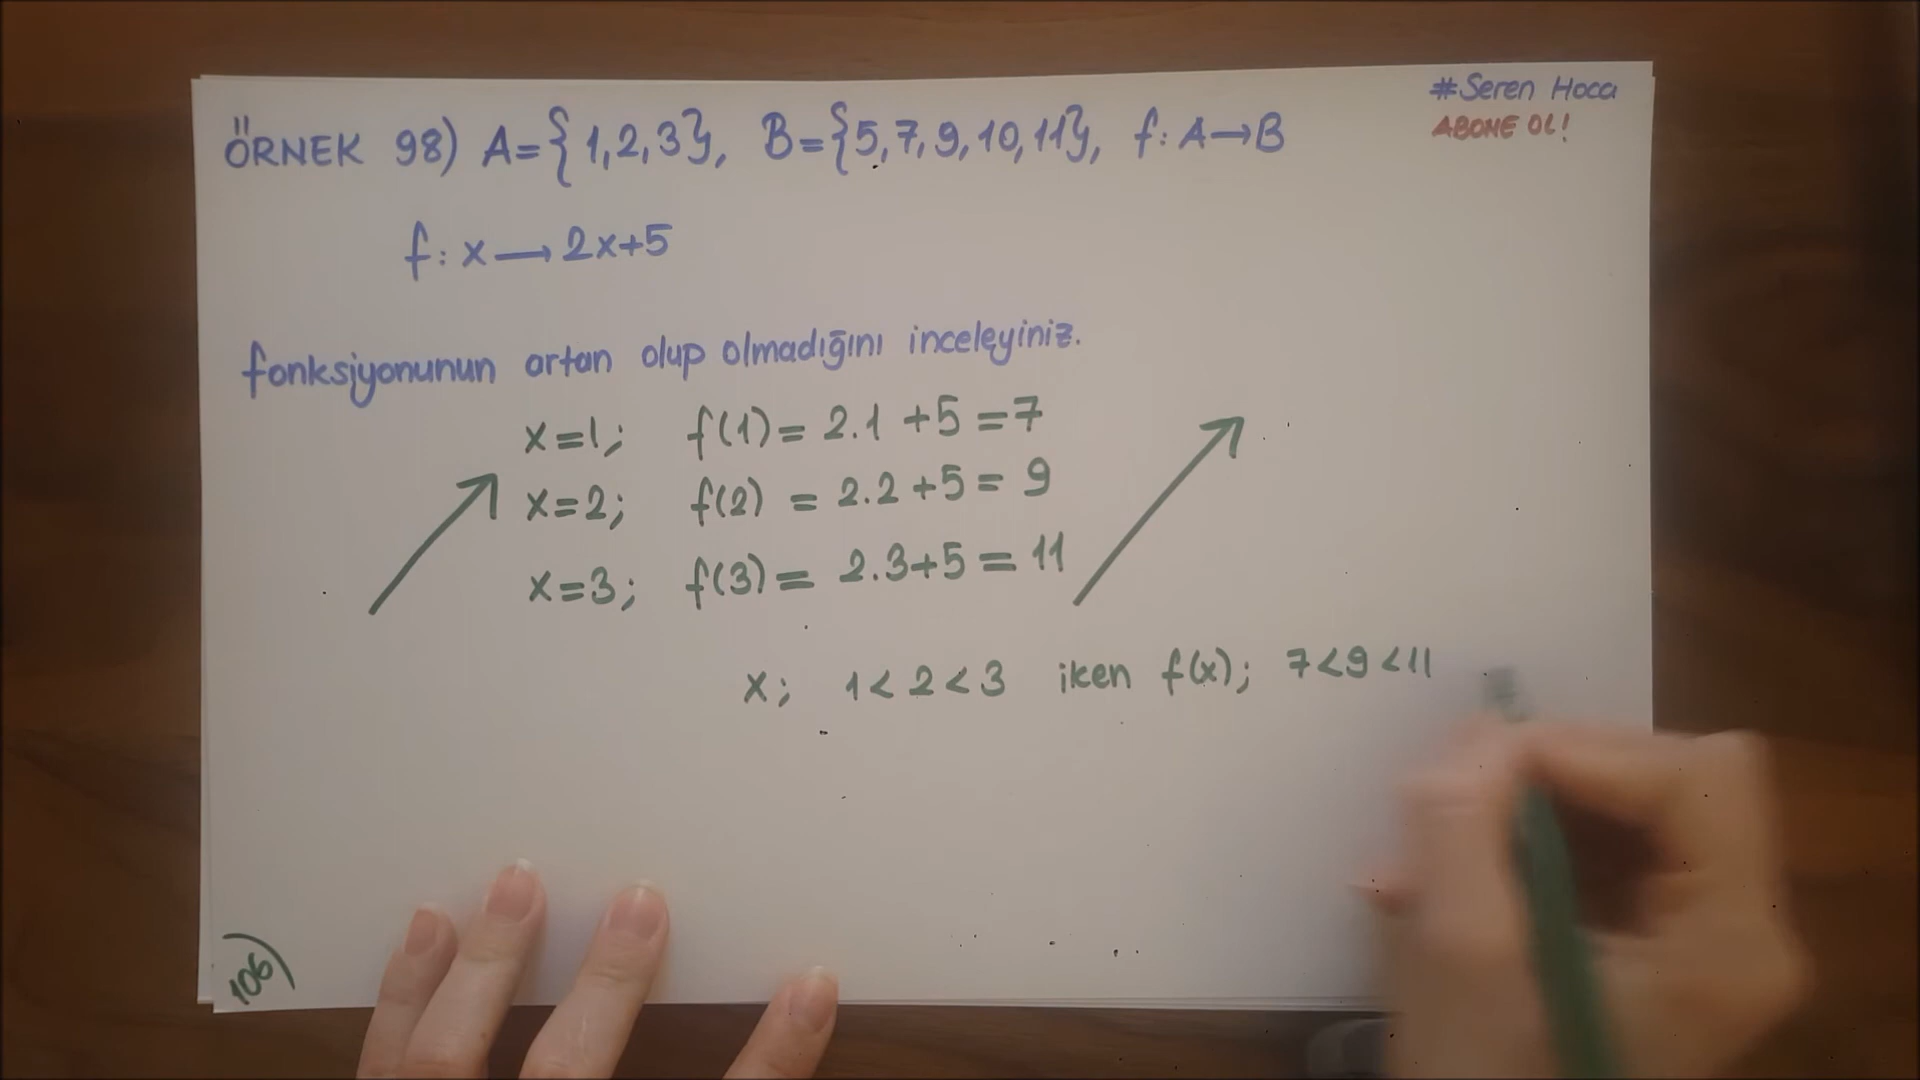 #Seren Hoca
ABONE OL!
ÖRNEK 98) A={1,2,3}, B={5,7,9,10,11}, f: A→B
f: x→2x+5
fonksiyonunun artan olup olmadığını inceleyiniz.
x=1; f(1)= 2.1 +5 =7
x=2; f(2) = 2.2 +5= 9
x=3; f(3)= 2.3+5 = 11
x; 1<2<3 iken f(x); 7<9<11
106)